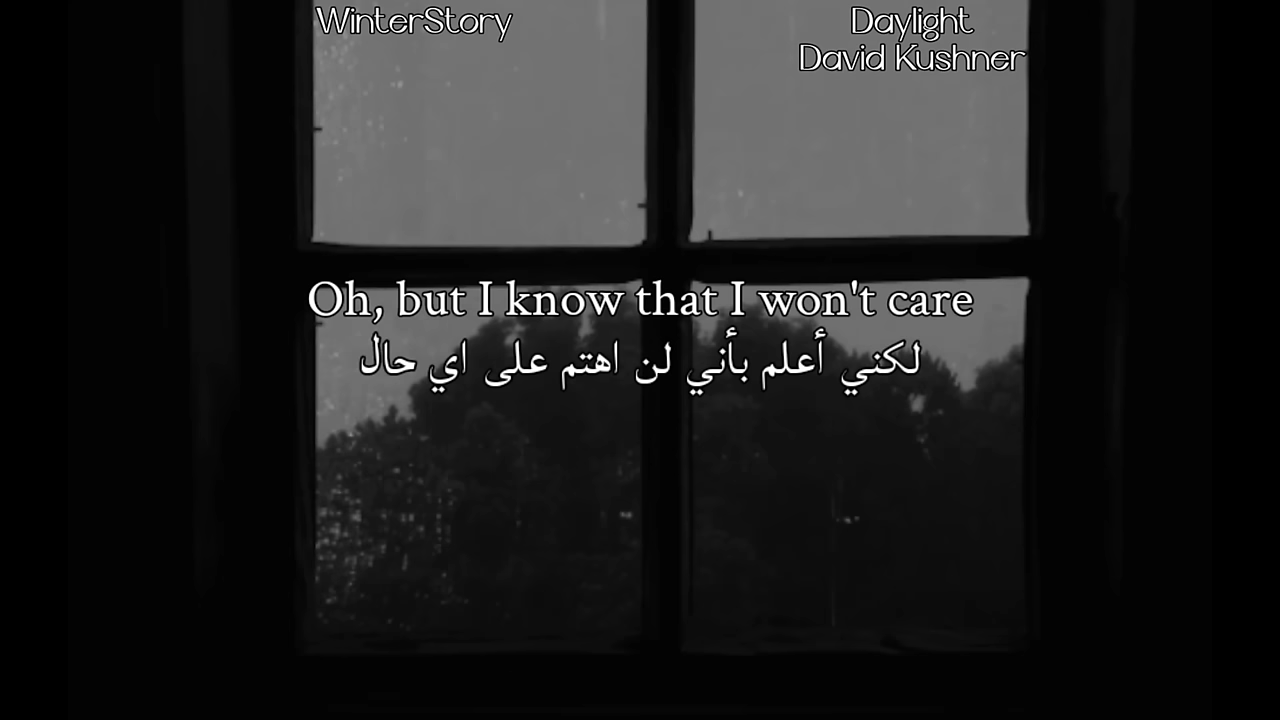 WinterStory
Daylight
David Kushner
Oh, but I know that I won't care
لكني أعلم بأني لن اهتم على اي حال